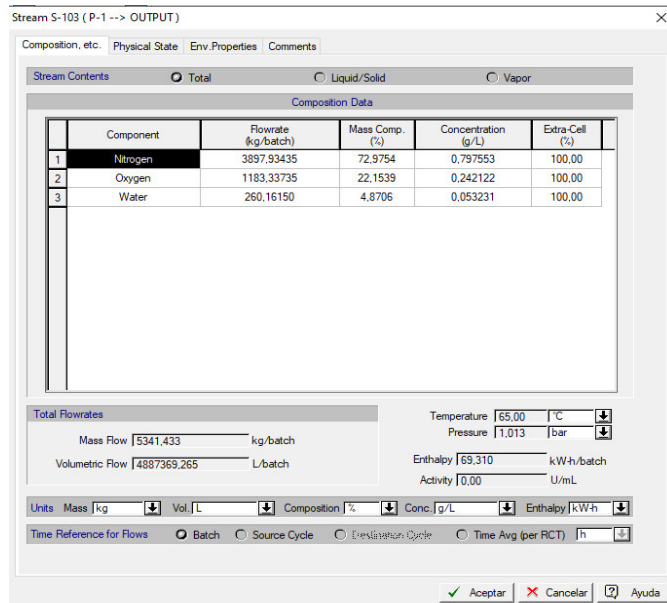 Stream S-103 ( P-1 --> OUTPUT )
Composition, etc. Physical State Env.Properties Comments
Stream Contents Total Liquid/Solid Vapor
Composition Data
Component Flowrate (kg/batch) Mass Comp. (%) Concentration (g/L) Extra-Cell (%)
1 Nitrogen 3897,93435 72,9754 0,797553 100,00
2 Oxygen 1183,33735 22,1539 0,242122 100,00
3 Water 260,16150 4,8706 0,053231 100,00
Total Flowrates
Mass Flow 5341,433 kg/batch
Volumetric Flow 4887369,265 L/batch
Temperature 65,00 °C
Pressure 1,013 bar
Enthalpy 69,310 kW-h/batch
Activity 0,00 U/mL
Units Mass kg Vol. L Composition % Conc. g/L Enthalpy kW-h
Time Reference for Flows Batch Source Cycle Destination Cycle Time Avg (per RCT) h
Aceptar Cancelar Ayuda